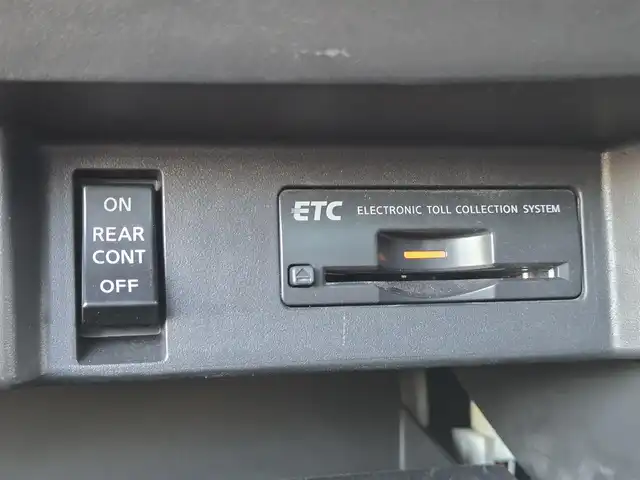 ON
REAR
CONT
OFF
ETC ELECTRONIC TOLL COLLECTION SYSTEM